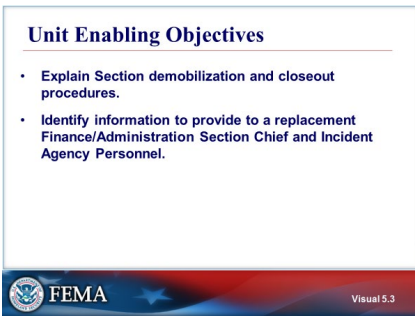 Unit Enabling Objectives
• Explain Section demobilization and closeout
procedures.
• Identify information to provide to a replacement
Finance/Administration Section Chief and Incident
Agency Personnel.
FEMA
Visual 5.3